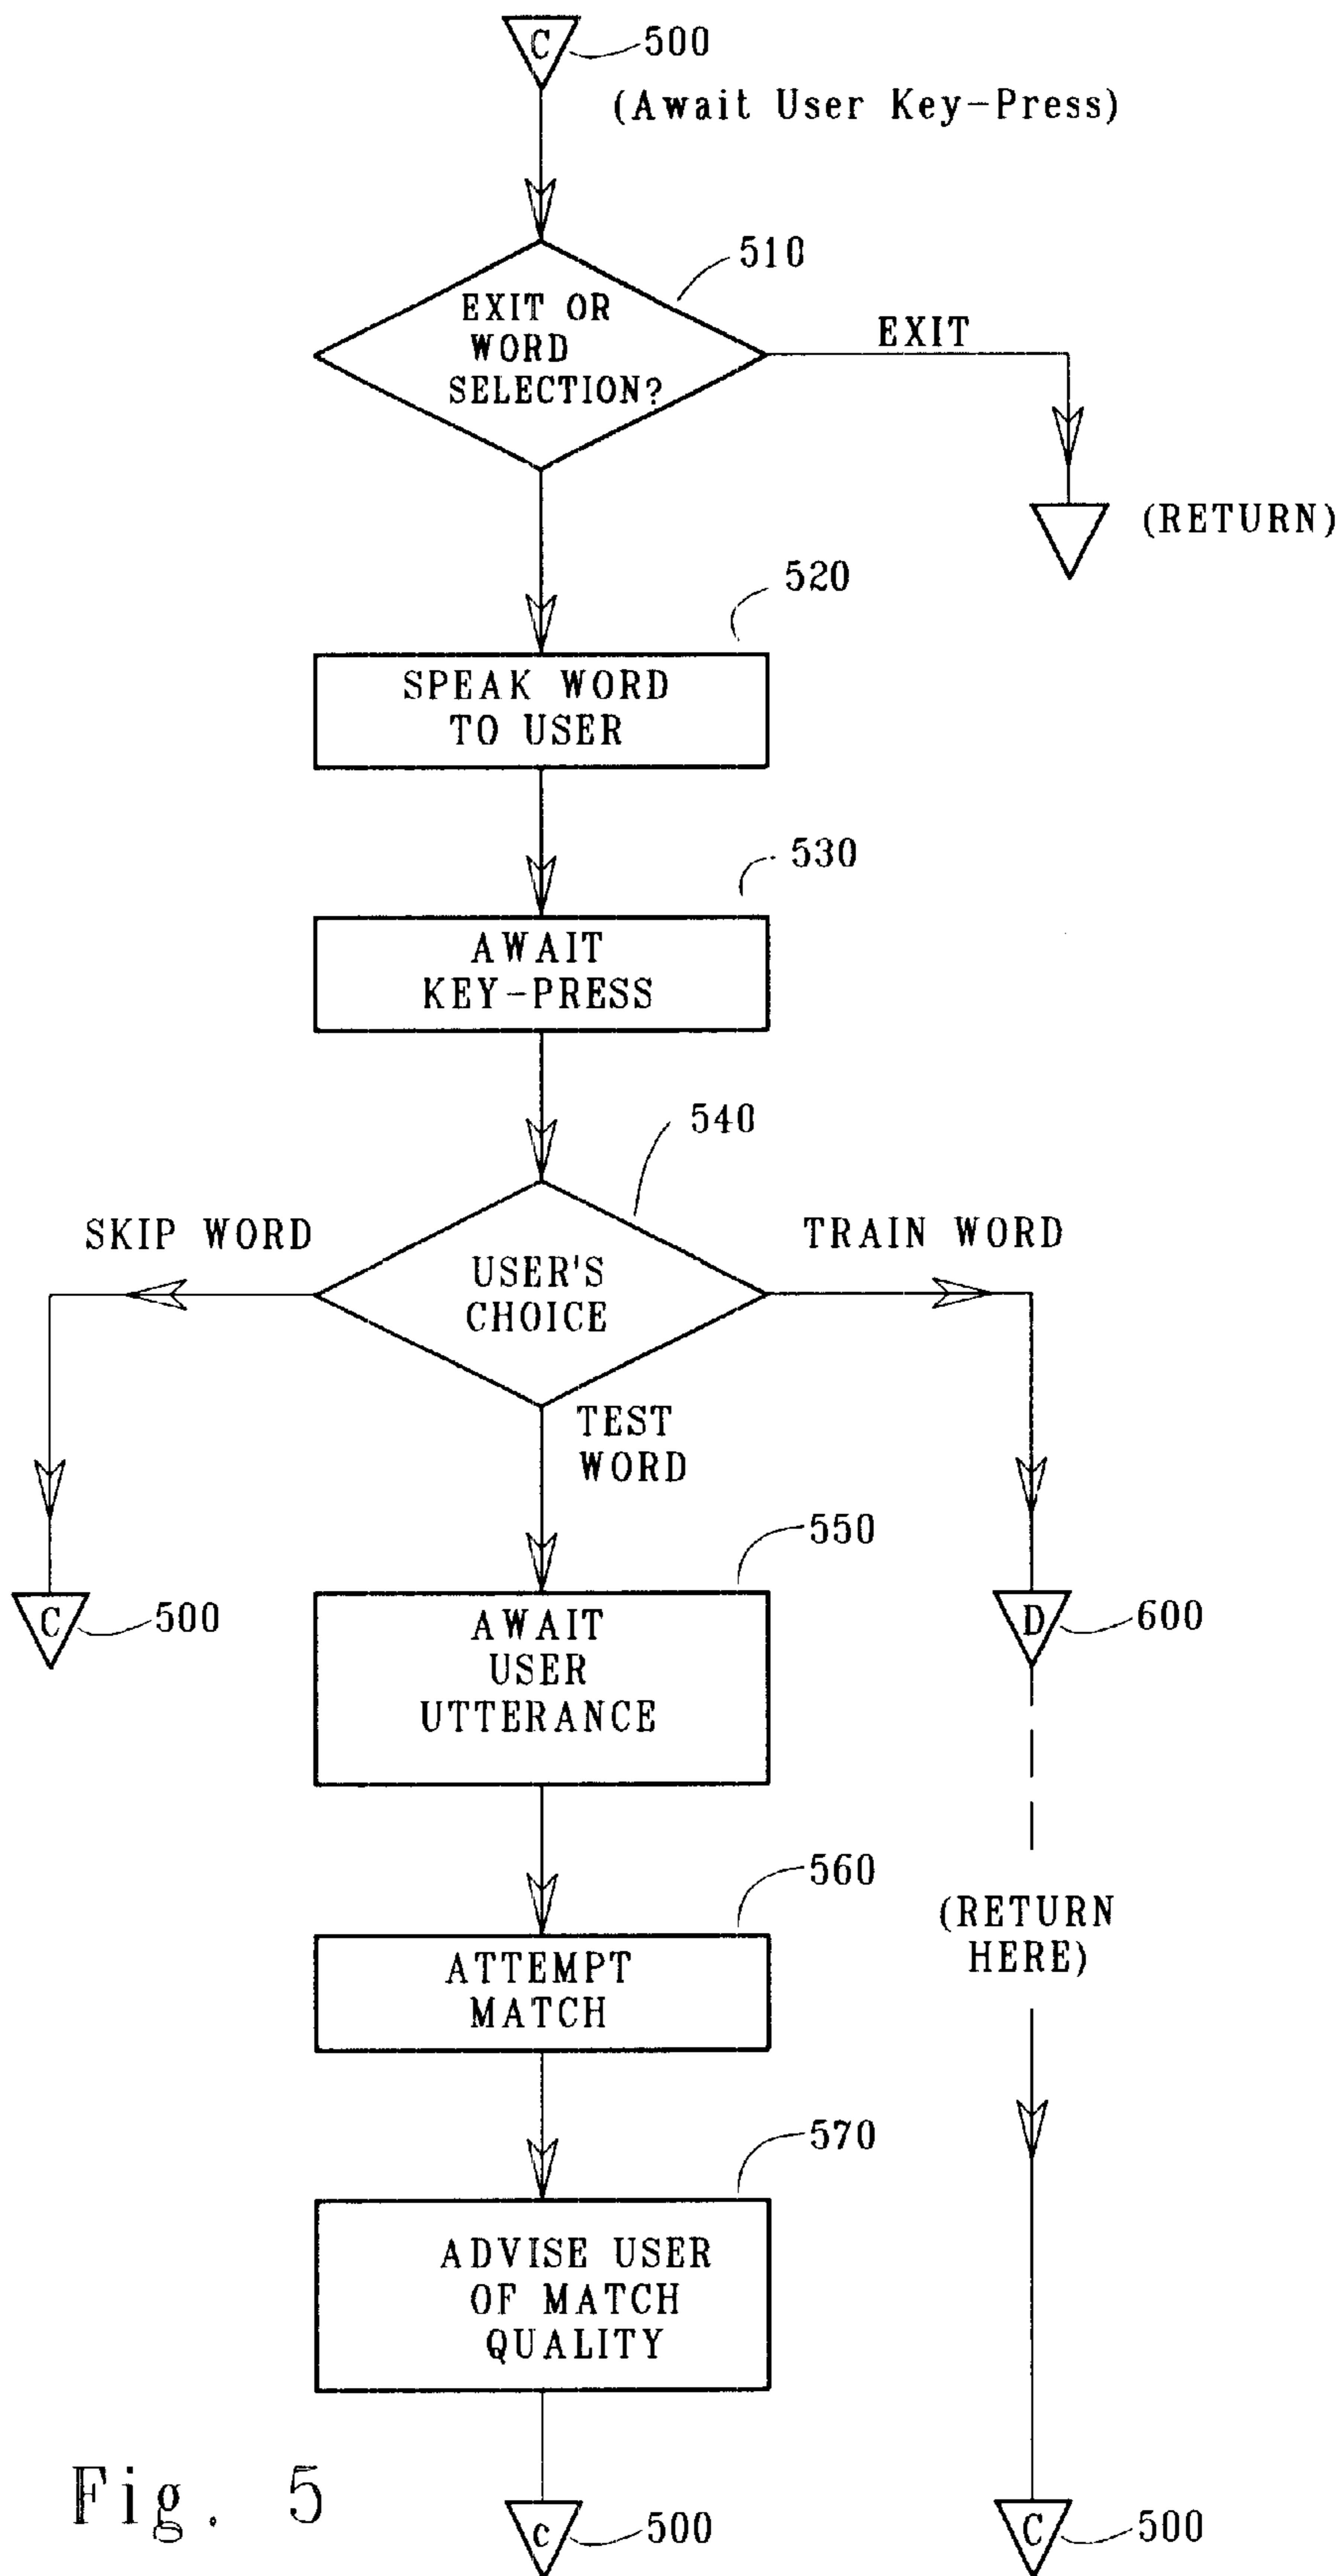 C 500
(Await User Key-Press)
510
EXIT OR
WORD
SELECTION?
EXIT
(RETURN)
520
SPEAK WORD
TO USER
530
AWAIT
KEY-PRESS
540
SKIP WORD
USER'S
CHOICE
TRAIN WORD
TEST
WORD
550
C 500
AWAIT
USER
UTTERANCE
D 600
560
(RETURN
HERE)
ATTEMPT
MATCH
570
ADVISE USER
OF MATCH
QUALITY
Fig. 5
c 500
C 500